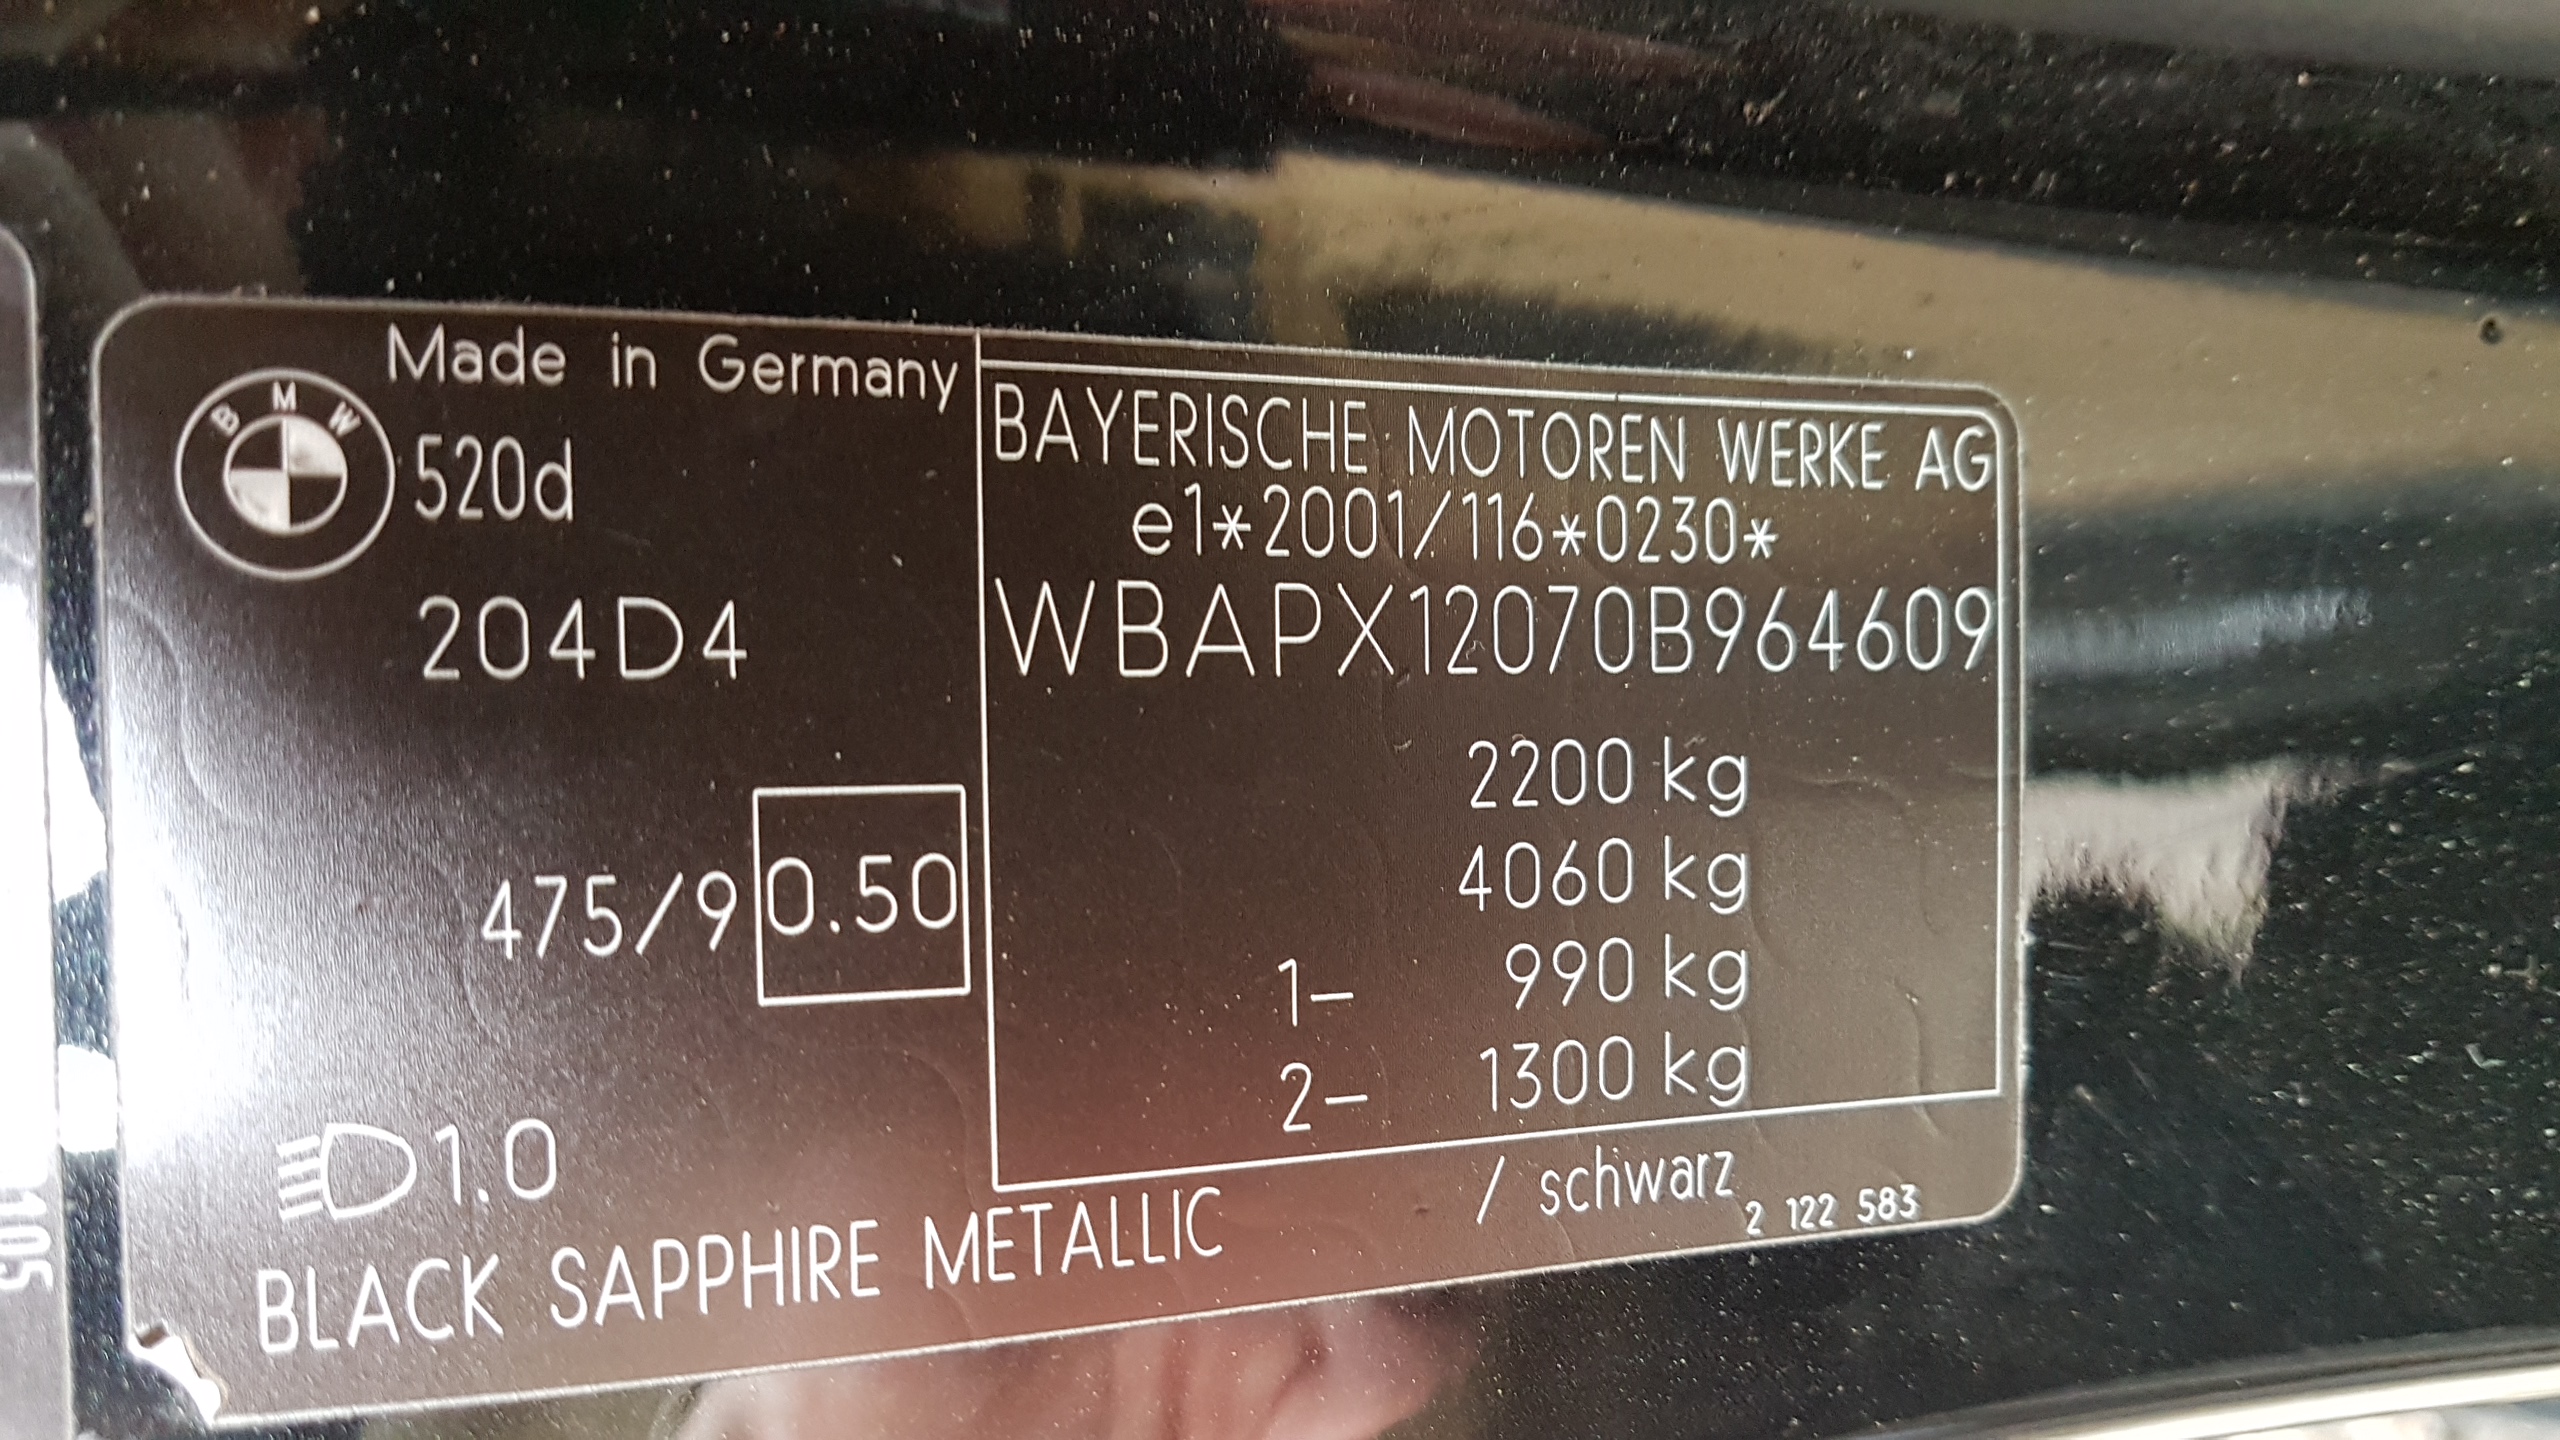 Made in Germany
BMW
520d
204D4
475/9 0.50
1.0
BAYERISCHE MOTOREN WERKE AG
e1*2001/116*0230*
WBAPX12070B964609
2200 kg
4060 kg
1- 990 kg
2- 1300 kg
BLACK SAPPHIRE METALLIC / schwarz
2 122 583
105